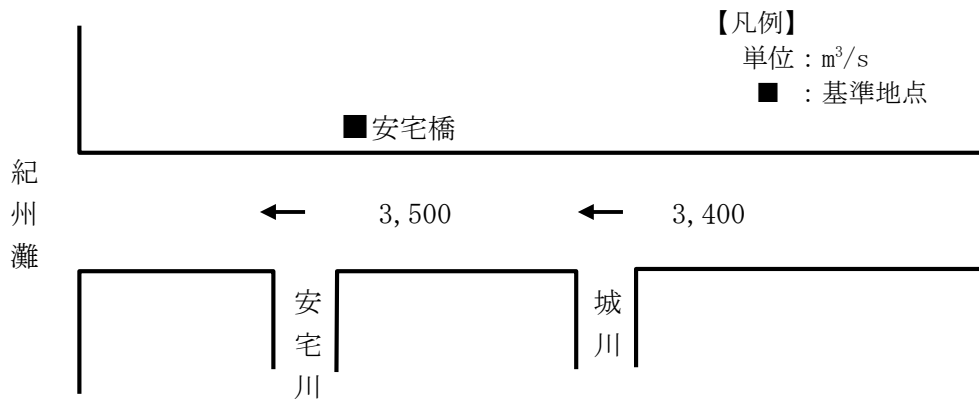 【凡例】
単位：m³/s
■ ：基準地点
■安宅橋
紀州灘
← 3,500 ← 3,400
安宅川
城川